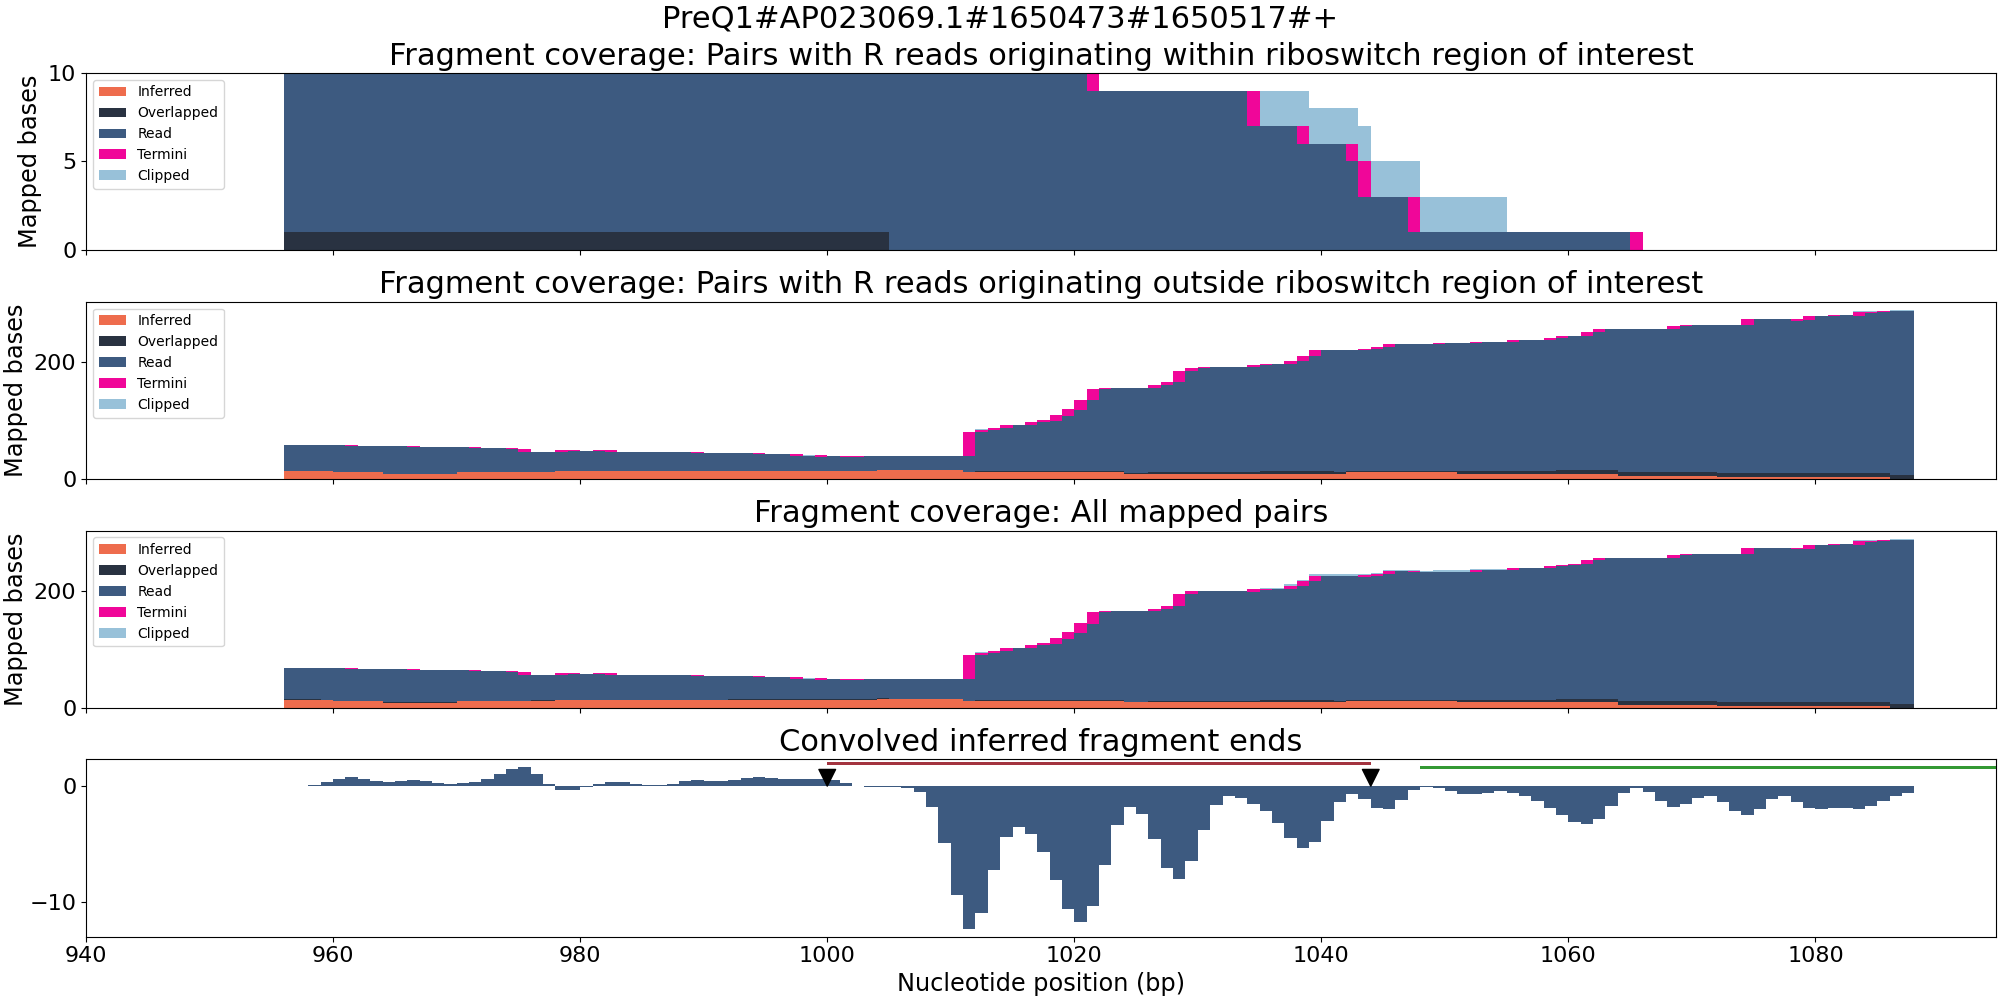 PreQ1#AP023069.1#1650473#1650517#+
Fragment coverage: Pairs with R reads originating within riboswitch region of interest
Mapped bases
10
5
0
Inferred
Overlapped
Read
Termini
Clipped
Fragment coverage: Pairs with R reads originating outside riboswitch region of interest
Mapped bases
200
0
Inferred
Overlapped
Read
Termini
Clipped
Fragment coverage: All mapped pairs
Mapped bases
200
0
Inferred
Overlapped
Read
Termini
Clipped
Convolved inferred fragment ends
0
−10
940 960 980 1000 1020 1040 1060 1080
Nucleotide position (bp)